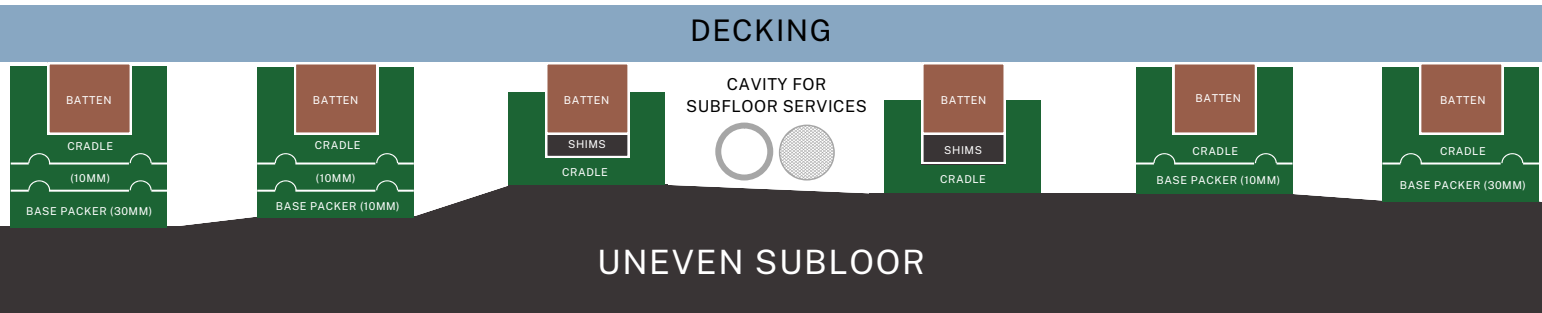 DECKING
BATTEN
CRADLE
(10MM)
BASE PACKER (30MM)
BATTEN
CRADLE
(10MM)
BASE PACKER (10MM)
BATTEN
SHIMS
CRADLE
CAVITY FOR
SUBFLOOR SERVICES
BATTEN
SHIMS
CRADLE
BATTEN
CRADLE
BASE PACKER (10MM)
BATTEN
CRADLE
BASE PACKER (30MM)
UNEVEN SUBLOOR